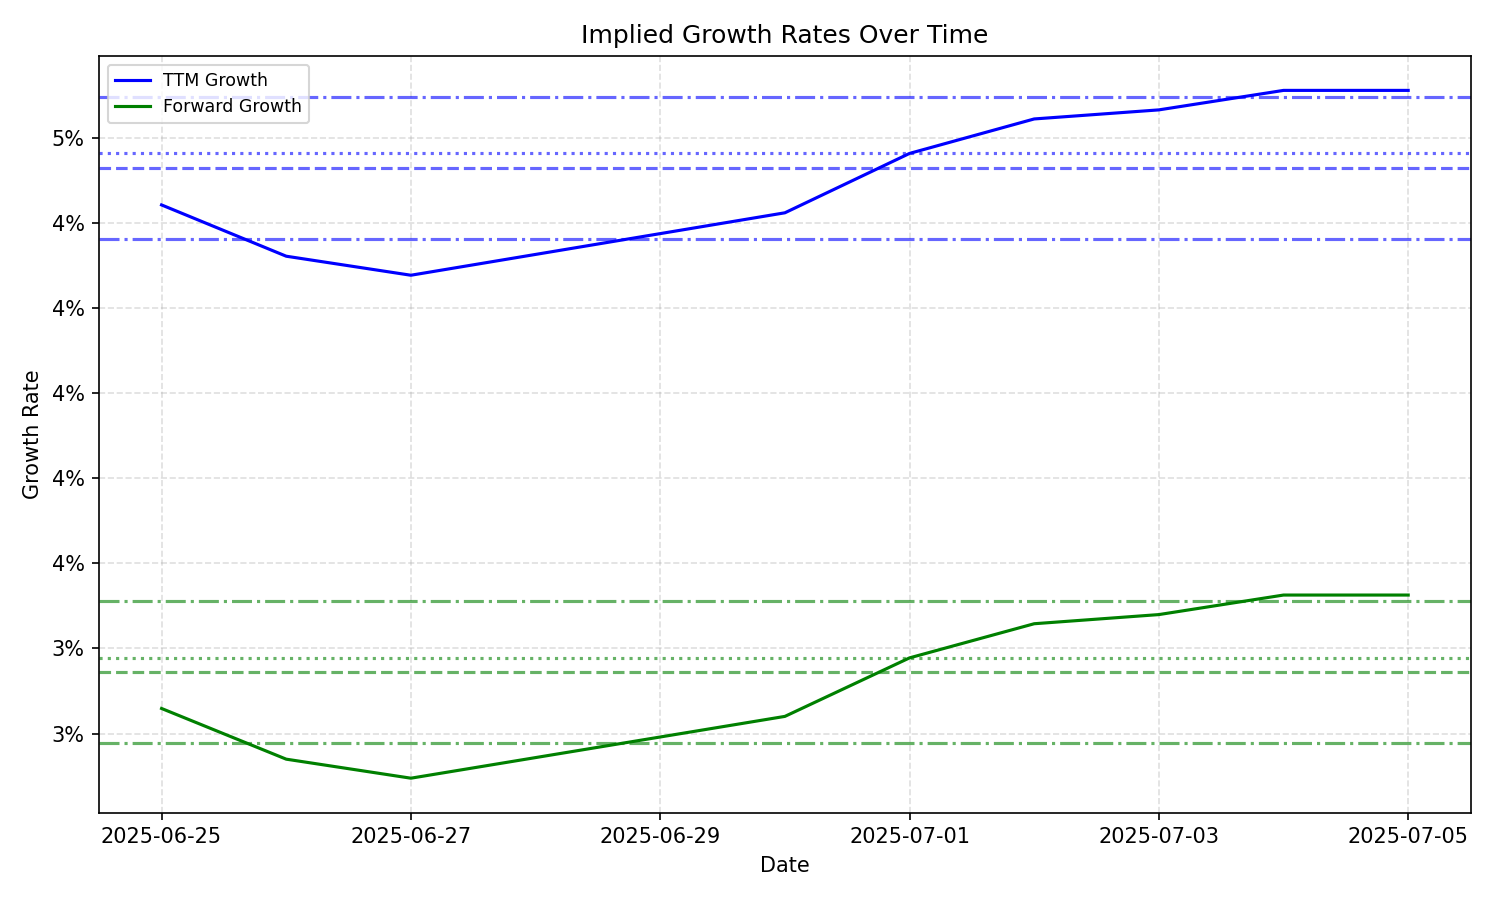 Implied Growth Rates Over Time
TTM Growth
Forward Growth
5%
4%
4%
4%
4%
4%
3%
3%
Growth Rate
2025-06-25
2025-06-27
2025-06-29
2025-07-01
2025-07-03
2025-07-05
Date